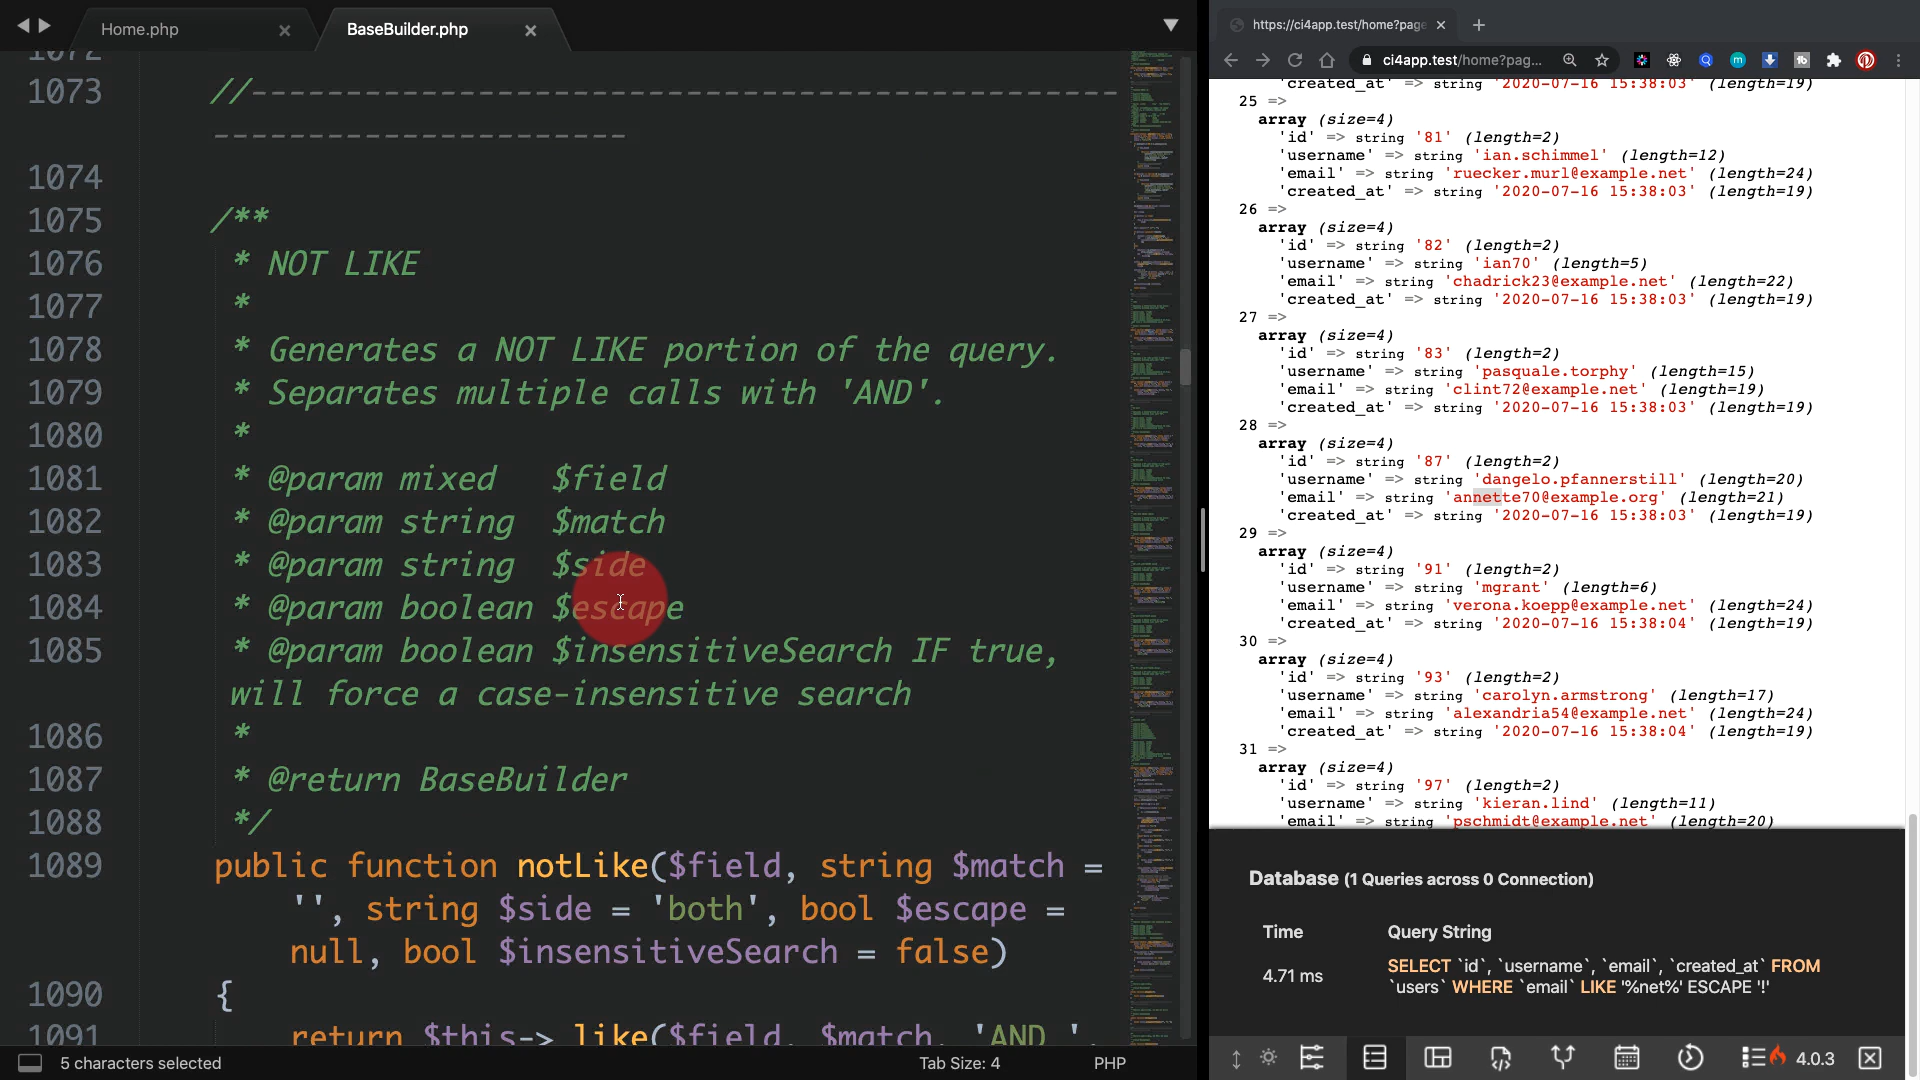 Home.php
BaseBuilder.php
1072
1073 //----------------------------------------------
----------------------
1074
1075 /**
1076 * NOT LIKE
1077 *
1078 * Generates a NOT LIKE portion of the query.
1079 * Separates multiple calls with 'AND'.
1080 *
1081 * @param mixed   $field
1082 * @param string  $match
1083 * @param string  $side
1084 * @param boolean $escape
1085 * @param boolean $insensitiveSearch IF true,
will force a case-insensitive search
1086 *
1087 * @return BaseBuilder
1088 */
1089 public function notLike($field, string $match =
'', string $side = 'both', bool $escape =
null, bool $insensitiveSearch = false)
1090 {
1091 return $this->_like($field, $match, 'AND ',
5 characters selected
Tab Size: 4
PHP
https://ci4app.test/home?page
ci4app.test/home?pag...
'created_at' => string '2020-07-16 15:38:03' (length=19)
25 =>
array (size=4)
'id' => string '81' (length=2)
'username' => string 'ian.schimmel' (length=12)
'email' => string 'ruecker.murl@example.net' (length=24)
'created_at' => string '2020-07-16 15:38:03' (length=19)
26 =>
array (size=4)
'id' => string '82' (length=2)
'username' => string 'ian70' (length=5)
'email' => string 'chadrick23@example.net' (length=22)
'created_at' => string '2020-07-16 15:38:03' (length=19)
27 =>
array (size=4)
'id' => string '83' (length=2)
'username' => string 'pasquale.torphy' (length=15)
'email' => string 'clint72@example.net' (length=19)
'created_at' => string '2020-07-16 15:38:03' (length=19)
28 =>
array (size=4)
'id' => string '87' (length=2)
'username' => string 'dangelo.pfannerstill' (length=20)
'email' => string 'annette70@example.org' (length=21)
'created_at' => string '2020-07-16 15:38:03' (length=19)
29 =>
array (size=4)
'id' => string '91' (length=2)
'username' => string 'mgrant' (length=6)
'email' => string 'verona.koepp@example.net' (length=24)
'created_at' => string '2020-07-16 15:38:04' (length=19)
30 =>
array (size=4)
'id' => string '93' (length=2)
'username' => string 'carolyn.armstrong' (length=17)
'email' => string 'alexandria54@example.net' (length=24)
'created_at' => string '2020-07-16 15:38:04' (length=19)
31 =>
array (size=4)
'id' => string '97' (length=2)
'username' => string 'kieran.lind' (length=11)
'email' => string 'pschmidt@example.net' (length=20)
Database (1 Queries across 0 Connection)
Time Query String
4.71 ms
SELECT `id`, `username`, `email`, `created_at` FROM
`users` WHERE `email` LIKE '%net%' ESCAPE '!'
4.0.3